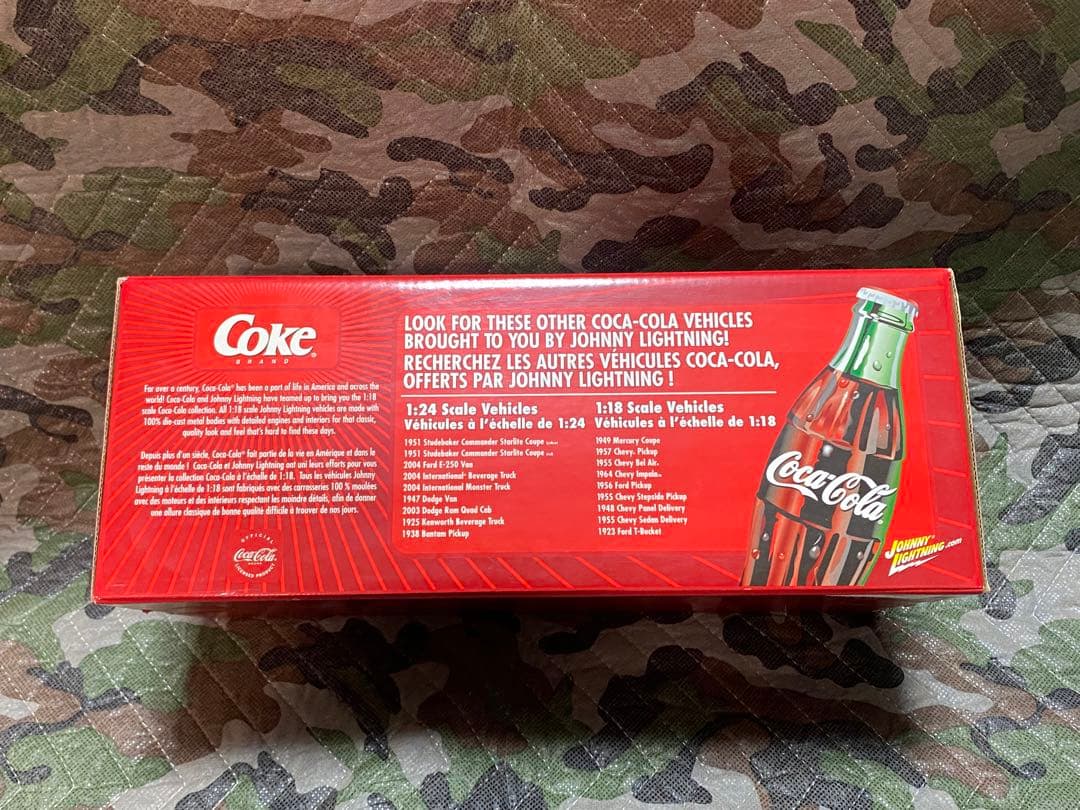 Coke®
BRAND
For over a century, Coca-Cola® has been a part of life in America and across the
world! Coca-Cola and Johnny Lightning have teamed up to bring you the 1:18
scale Coca-Cola collection. All 1:18 scale Johnny Lightning vehicles are made with
100% die-cast metal bodies with detailed engines and interiors for that classic,
quality look and feel that's hard to find these days.
Depuis plus d'un siècle, Coca-Cola® fait partie de la vie en Amérique et dans le
reste du monde ! Coca-Cola et Johnny Lightning ont uni leurs efforts pour vous
présenter la collection Coca-Cola à l'échelle de 1:18. Tous les véhicules Johnny
Lightning à l'échelle de 1:18 sont fabriqués avec des carrosseries 100 % moulées
avec des moteurs et des intérieurs respectant les moindre détails, afin de donner
une allure classique de bonne qualité difficile à trouver de nos jours.
OFFICIAL
Coca-Cola
BRAND
LICENSED PRODUCT
LOOK FOR THESE OTHER COCA-COLA VEHICLES
BROUGHT TO YOU BY JOHNNY LIGHTNING!
RECHERCHEZ LES AUTRES VÉHICULES COCA-COLA,
OFFERTS PAR JOHNNY LIGHTNING !
1:24 Scale Vehicles
Véhicules à l'échelle de 1:24
1951 Studebaker Commander Starlite Coupe
1951 Studebaker Commander Starlite Coupe
2004 Ford E-250 Van
2004 International® Beverage Truck
2004 International Monster Truck
1947 Dodge Van
2003 Dodge Ram Quad Cab
1925 Kenworth Beverage Truck
1938 Bantam Pickup
1:18 Scale Vehicles
Véhicules à l'échelle de 1:18
1949 Mercury Coupe
1957 Chevy. Pickup
1955 Chevy Bel Air.
1964 Chevy Impala.
1956 Ford Pickup
1955 Chevy Stepside Pickup
1948 Chevy Panel Delivery
1955 Chevy Sedan Delivery
1923 Ford T-Bucket
Coca-Cola®
JOHNNY
LIGHTNING.com